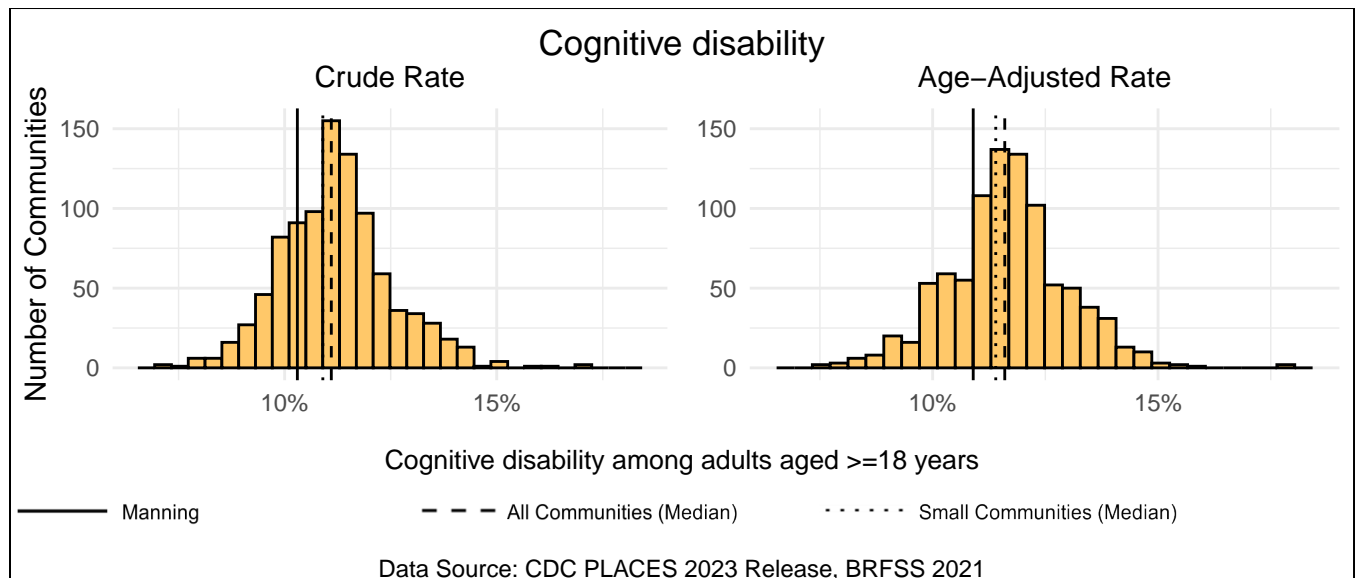 Cognitive disability
Crude Rate
Age−Adjusted Rate
Number of Communities
150
100
50
0
10%
15%
150
100
50
0
10%
15%
Cognitive disability among adults aged >=18 years
Manning
All Communities (Median)
Small Communities (Median)
Data Source: CDC PLACES 2023 Release, BRFSS 2021